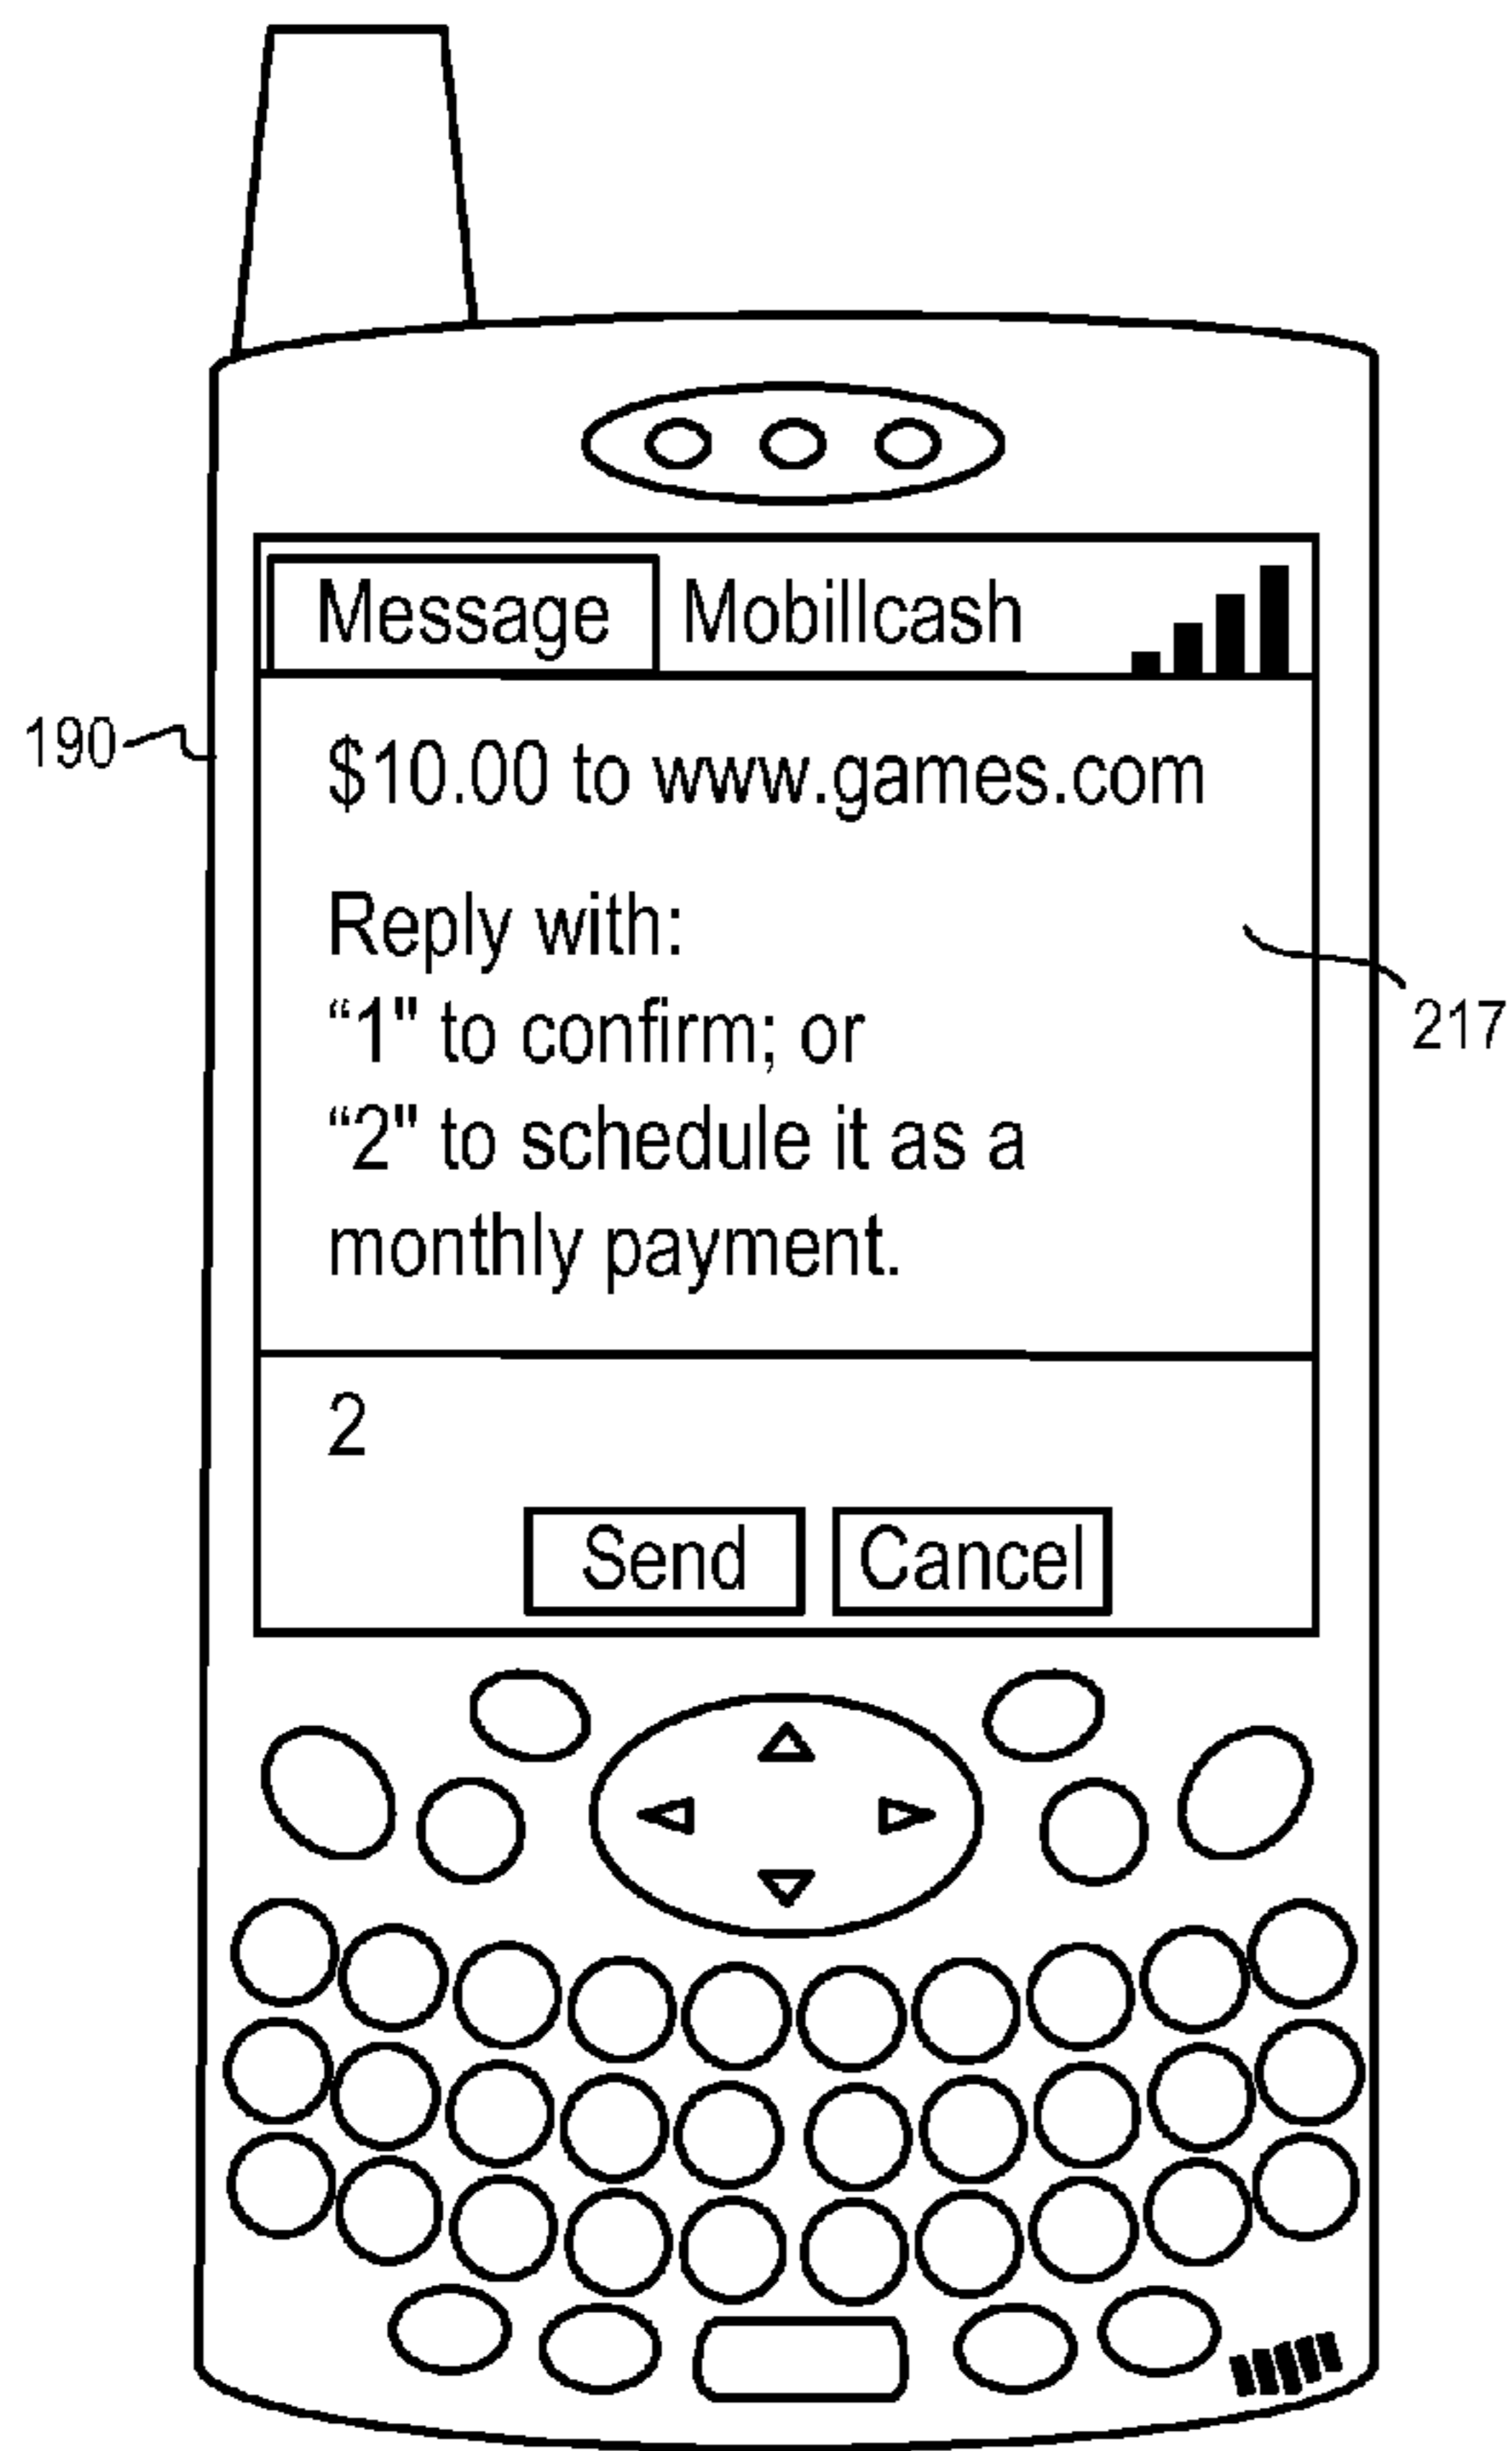 Message Mobillcash
190
$10.00 to www.games.com
Reply with:
“1" to confirm; or
217
“2" to schedule it as a
monthly payment.
2
Send Cancel